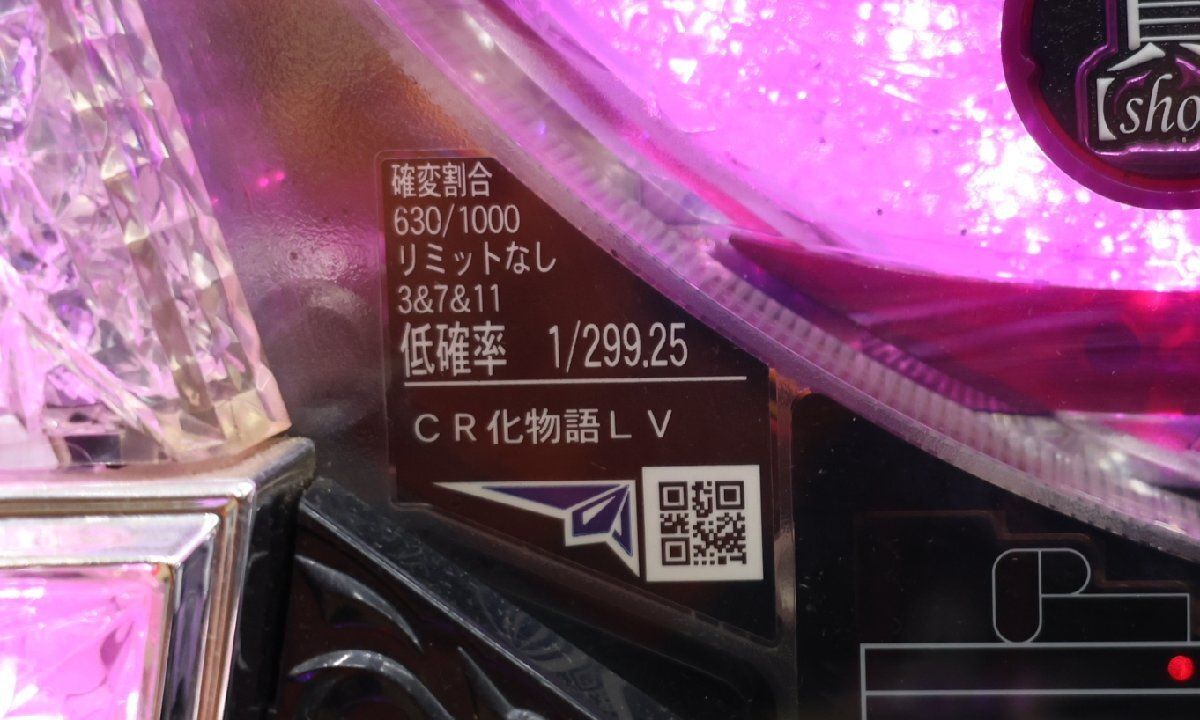 確変割合
630/1000
リミットなし
3&7&11
低確率 1/299.25
CR化物語LV